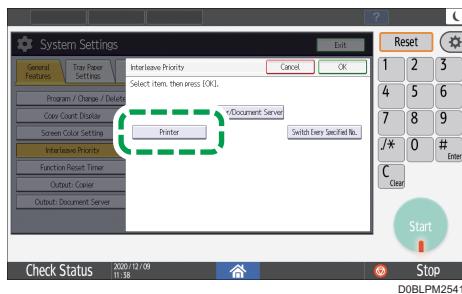 ?
System Settings
Exit
General
Features
Tray Paper
Settings
Program / Change / Delete
Copy Count Display
Screen Color Setting
Interleave Priority
Function Reset Timer
Output: Copier
Output: Document Server
Interleave Priority
Cancel
OK
Select item, then press [OK].
r/Document Server
Printer
Switch Every Specified No.
Reset
1 2 3
4 5 6
7 8 9
./* 0 # Enter
C Clear
Start
Check Status
2020/12/09
11:38
Stop
D0BLPM2541